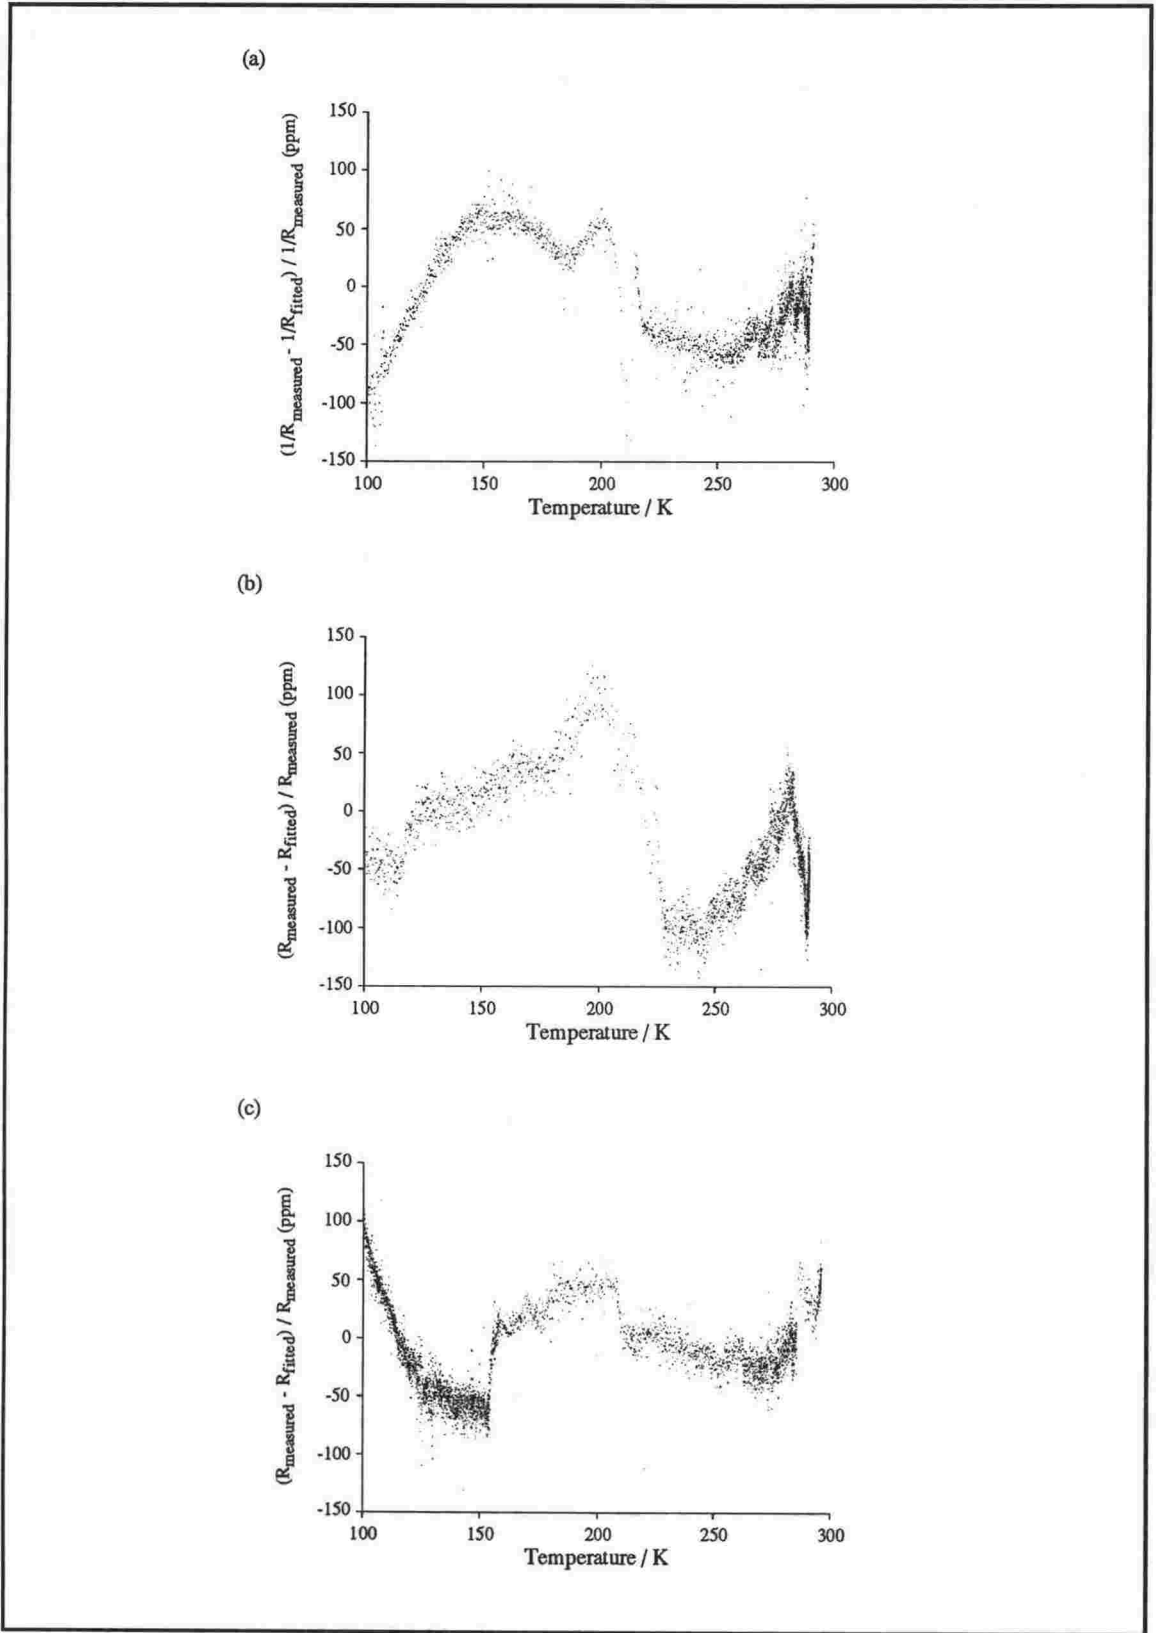 (a)
(1/Rmeasured - 1/Rfitted) / 1/Rmeasured (ppm)
150
100
50
0
-50
-100
-150
100 150 200 250 300
Temperature / K
(b)
(Rmeasured - Rfitted) / Rmeasured (ppm)
150
100
50
0
-50
-100
-150
100 150 200 250 300
Temperature / K
(c)
(Rmeasured - Rfitted) / Rmeasured (ppm)
150
100
50
0
-50
-100
-150
100 150 200 250 300
Temperature / K